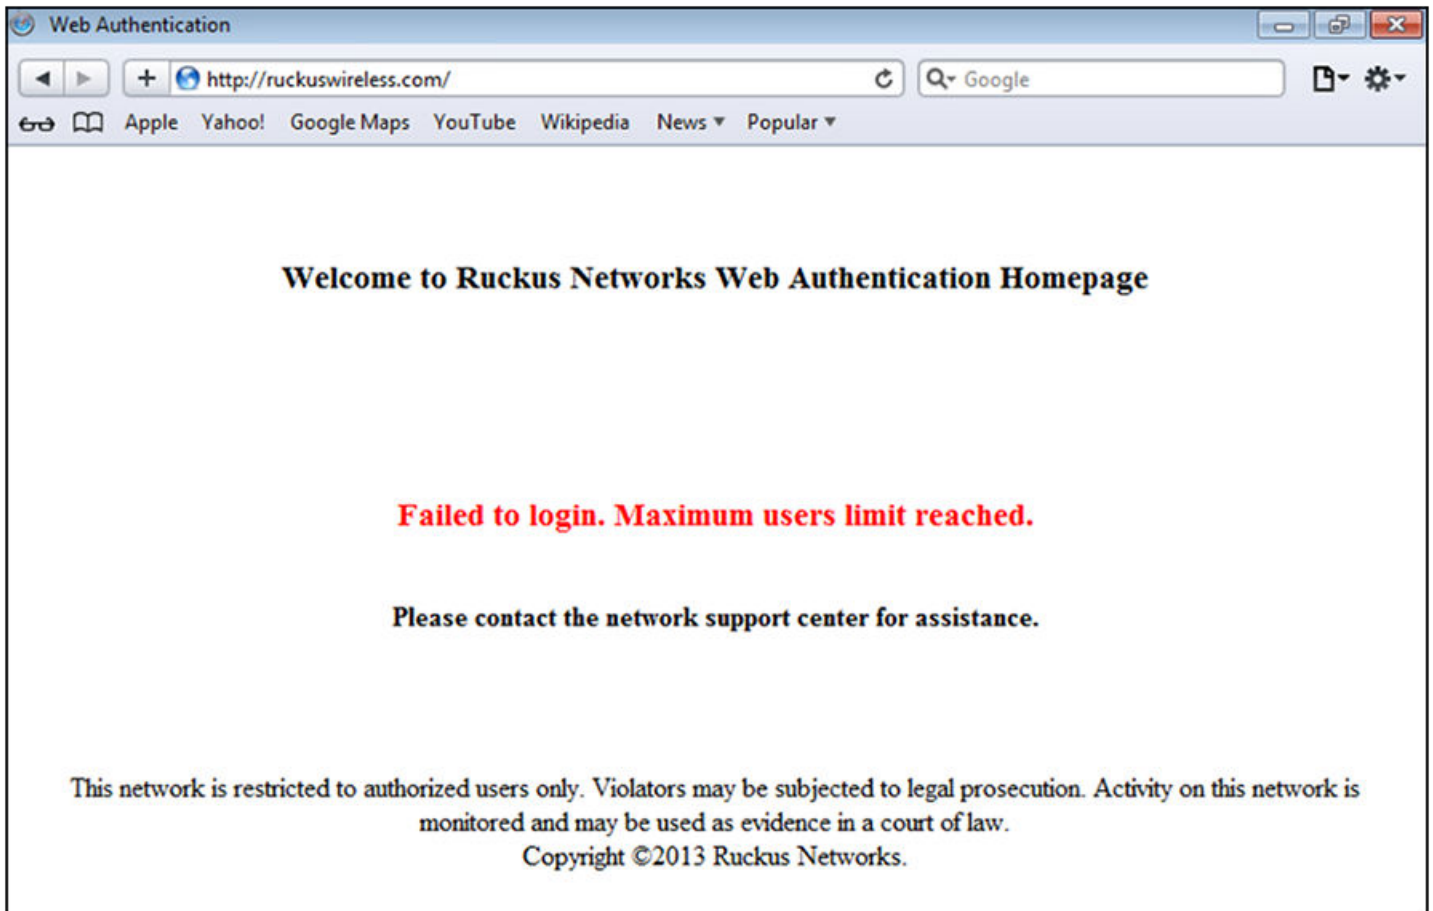 Web Authentication
http://ruckuswireless.com/ Google
Apple Yahoo! Google Maps YouTube Wikipedia News Popular
Welcome to Ruckus Networks Web Authentication Homepage
Failed to login. Maximum users limit reached.
Please contact the network support center for assistance.
This network is restricted to authorized users only. Violators may be subjected to legal prosecution. Activity on this network is
monitored and may be used as evidence in a court of law.
Copyright ©2013 Ruckus Networks.